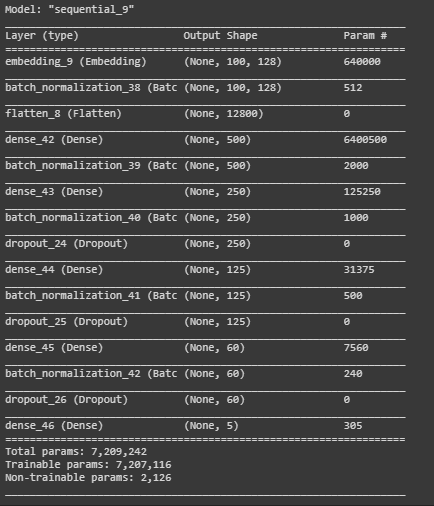 Model: "sequential_9"
_________________________________________________________________
Layer (type)                 Output Shape              Param #
=================================================================
embedding_9 (Embedding)      (None, 100, 128)          640000
_________________________________________________________________
batch_normalization_38 (Batc (None, 100, 128)          512
_________________________________________________________________
flatten_8 (Flatten)          (None, 12800)             0
_________________________________________________________________
dense_42 (Dense)             (None, 500)               6400500
_________________________________________________________________
batch_normalization_39 (Batc (None, 500)               2000
_________________________________________________________________
dense_43 (Dense)             (None, 250)               125250
_________________________________________________________________
batch_normalization_40 (Batc (None, 250)               1000
_________________________________________________________________
dropout_24 (Dropout)         (None, 250)               0
_________________________________________________________________
dense_44 (Dense)             (None, 125)               31375
_________________________________________________________________
batch_normalization_41 (Batc (None, 125)               500
_________________________________________________________________
dropout_25 (Dropout)         (None, 125)               0
_________________________________________________________________
dense_45 (Dense)             (None, 60)                7560
_________________________________________________________________
batch_normalization_42 (Batc (None, 60)                240
_________________________________________________________________
dropout_26 (Dropout)         (None, 60)                0
_________________________________________________________________
dense_46 (Dense)             (None, 5)                 305
=================================================================
Total params: 7,209,242
Trainable params: 7,207,116
Non-trainable params: 2,126
_________________________________________________________________